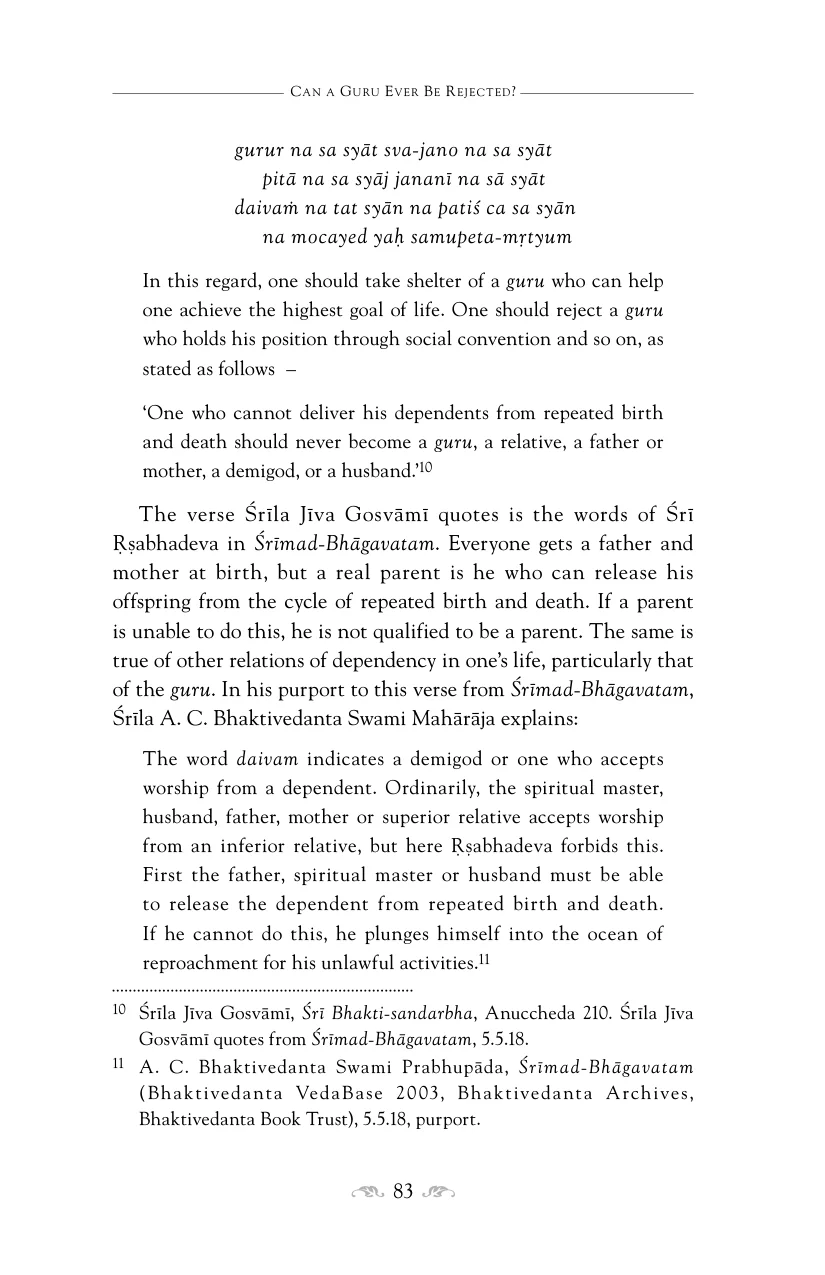 CAN A GURU EVER BE REJECTED?
gurur na sa syāt sva-jano na sa syāt
pitā na sa syāj jananī na sā syāt
daivaṁ na tat syān na patiś ca sa syān
na mocayed yaḥ samupeta-mṛtyum
In this regard, one should take shelter of a guru who can help
one achieve the highest goal of life. One should reject a guru
who holds his position through social convention and so on, as
stated as follows –
‘One who cannot deliver his dependents from repeated birth
and death should never become a guru, a relative, a father or
mother, a demigod, or a husband.’10
The verse Śrīla Jīva Gosvāmī quotes is the words of Śrī
Ṛṣabhadeva in Śrīmad-Bhāgavatam. Everyone gets a father and
mother at birth, but a real parent is he who can release his
offspring from the cycle of repeated birth and death. If a parent
is unable to do this, he is not qualified to be a parent. The same is
true of other relations of dependency in one’s life, particularly that
of the guru. In his purport to this verse from Śrīmad-Bhāgavatam,
Śrīla A. C. Bhaktivedanta Swami Mahārāja explains:
The word daivam indicates a demigod or one who accepts
worship from a dependent. Ordinarily, the spiritual master,
husband, father, mother or superior relative accepts worship
from an inferior relative, but here Ṛṣabhadeva forbids this.
First the father, spiritual master or husband must be able
to release the dependent from repeated birth and death.
If he cannot do this, he plunges himself into the ocean of
reproachment for his unlawful activities.11
10 Śrīla Jīva Gosvāmī, Śrī Bhakti-sandarbha, Anuccheda 210. Śrīla Jīva
Gosvāmī quotes from Śrīmad-Bhāgavatam, 5.5.18.
11 A. C. Bhaktivedanta Swami Prabhupāda, Śrīmad-Bhāgavatam
(Bhaktivedanta VedaBase 2003, Bhaktivedanta Archives,
Bhaktivedanta Book Trust), 5.5.18, purport.
83